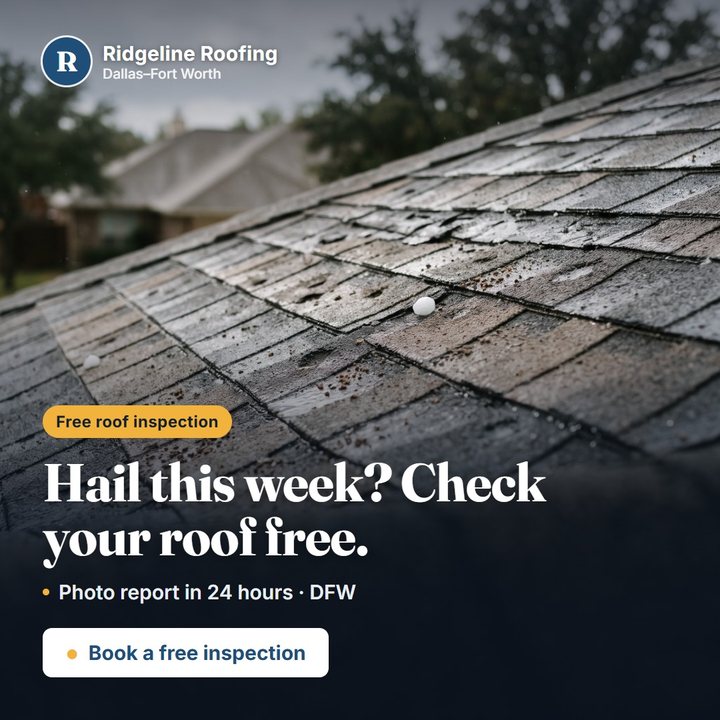 R
Ridgeline Roofing
Dallas–Fort Worth
Free roof inspection
Hail this week? Check
your roof free.
• Photo report in 24 hours · DFW
Book a free inspection